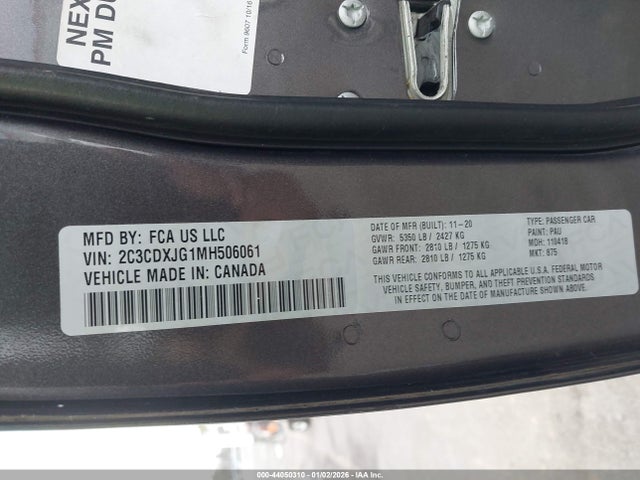 NEX
PM D
Form 9607 10/16
MFD BY: FCA US LLC
VIN: 2C3CDXJG1MH506061
VEHICLE MADE IN: CANADA
DATE OF MFR (BUILT): 11-20
GVWR: 5350 LB / 2427 KG
GAWR FRONT: 2810 LB / 1275 KG
GAWR REAR: 2810 LB / 1275 KG
TYPE: PASSENGER CAR
PAINT: PAU
MDH: 110418
MKT: 875
THIS VEHICLE CONFORMS TO ALL APPLICABLE U.S.A. FEDERAL MOTOR
VEHICLE SAFETY, BUMPER, AND THEFT PREVENTION STANDARDS
IN EFFECT ON THE DATE OF MANUFACTURE SHOWN ABOVE.
000-44050310 - 01/02/2026 - IAA Inc.